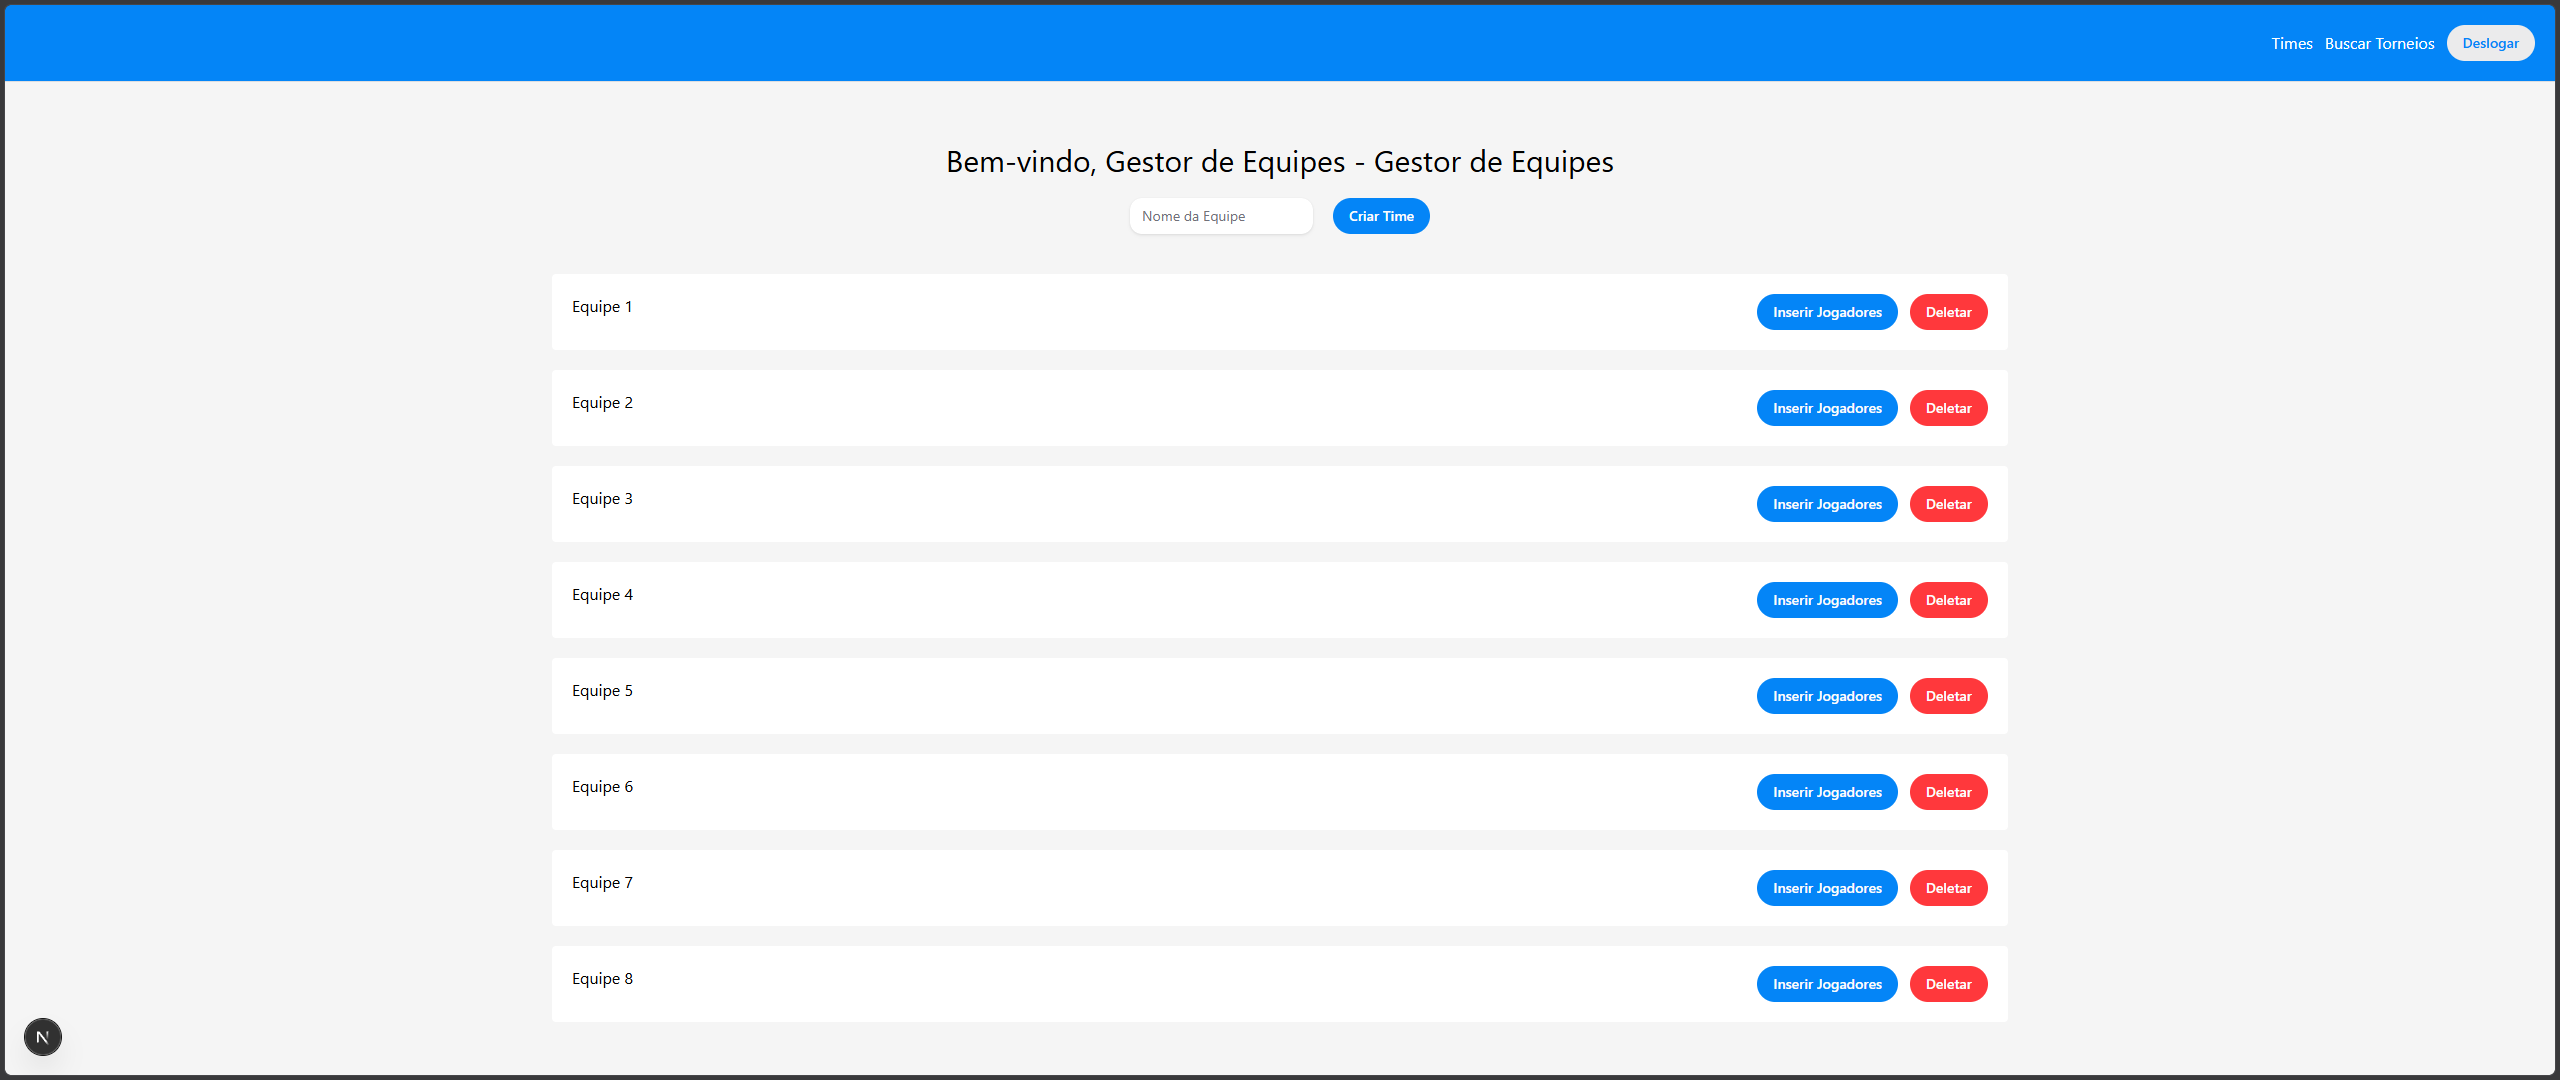 Times Buscar Torneios Deslogar
Bem-vindo, Gestor de Equipes - Gestor de Equipes
Nome da Equipe Criar Time
Equipe 1 Inserir Jogadores Deletar
Equipe 2 Inserir Jogadores Deletar
Equipe 3 Inserir Jogadores Deletar
Equipe 4 Inserir Jogadores Deletar
Equipe 5 Inserir Jogadores Deletar
Equipe 6 Inserir Jogadores Deletar
Equipe 7 Inserir Jogadores Deletar
Equipe 8 Inserir Jogadores Deletar
N